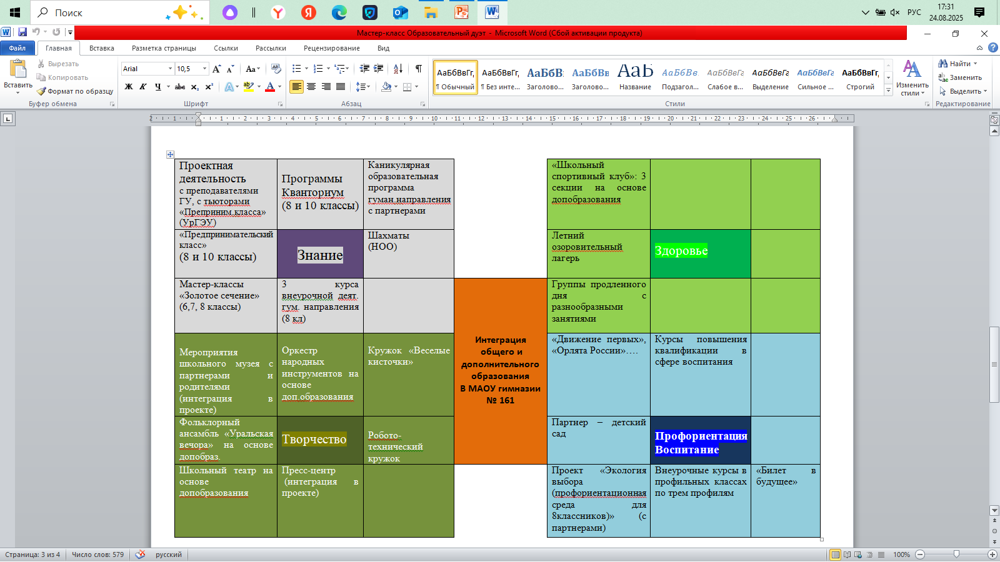 Поиск
РУС
17:31
24.08.2025
Мастер-класс Образовательный дуэт - Microsoft Word (Сбой активации продукта)
Файл
Главная
Вставка
Разметка страницы
Ссылки
Рассылки
Рецензирование
Вид
Вставить
Вырезать
Копировать
Формат по образцу
Буфер обмена
Arial
10,5
Шрифт
Абзац
АаБбВвГг,
¶ Обычный
АаБбВвГг,
¶ Без инте...
АаБбВ:
Заголово...
АаБбВв
Заголово...
АаБ
Название
АаБбВв.
Подзагол...
АаБбВвГг
Слабое в...
АаБбВвГг
Выделение
АаБбВвГг
Сильное ...
АаБбВвГг,
Строгий
Изменить
стили
Стили
Найти
Заменить
Выделить
Редактирование
Проектная
деятельность
с преподавателями
ГУ, с тьюторами
«Преприним.класса»
(УрГЭУ)
Программы
Кванториум
(8 и 10 классы)
Каникулярная
образовательная
программа
гуман.направления
с партнерами
«Школьный
спортивный клуб»: 3
секции на основе
допобразования
«Предпринимательский
класс»
(8 и 10 классы)
Знание
Шахматы
(НОО)
Летний
озоровительный
лагерь
Здоровье
Мастер-классы
«Золотое сечение»
(6,7, 8 классы)
3 курса
внеурочной деят.
гум. направления
(8 кл)
Группы продленного
дня с
разнообразными
занятиями
Интеграция
общего и
дополнительного
образования
В МАОУ гимназии
№ 161
Мероприятия
школьного музея с
партнерами и
родителями
(интеграция в
проекте)
Оркестр
народных
инструментов на
основе
доп.образования
Кружок «Веселые
кисточки»
«Движение первых»,
«Орлята России»….
Курсы повышения
квалификации в
сфере воспитания
Фольклорный
ансамбль «Уральская
вечора» на основе
допобраз.
Творчество
Робото-
технический
кружок
Партнер – детский
сад
Профориентация
Воспитание
Школьный театр на
основе
допобразования
Пресс-центр
(интеграция в
проекте)
Проект «Экология
выбора
(профориентационная
среда для
8классников)» (с
партнерами)
Внеурочные курсы в
профильных классах
по трем профилям
«Билет в
будущее»
Страница: 3 из 4
Число слов: 579
русский
100%